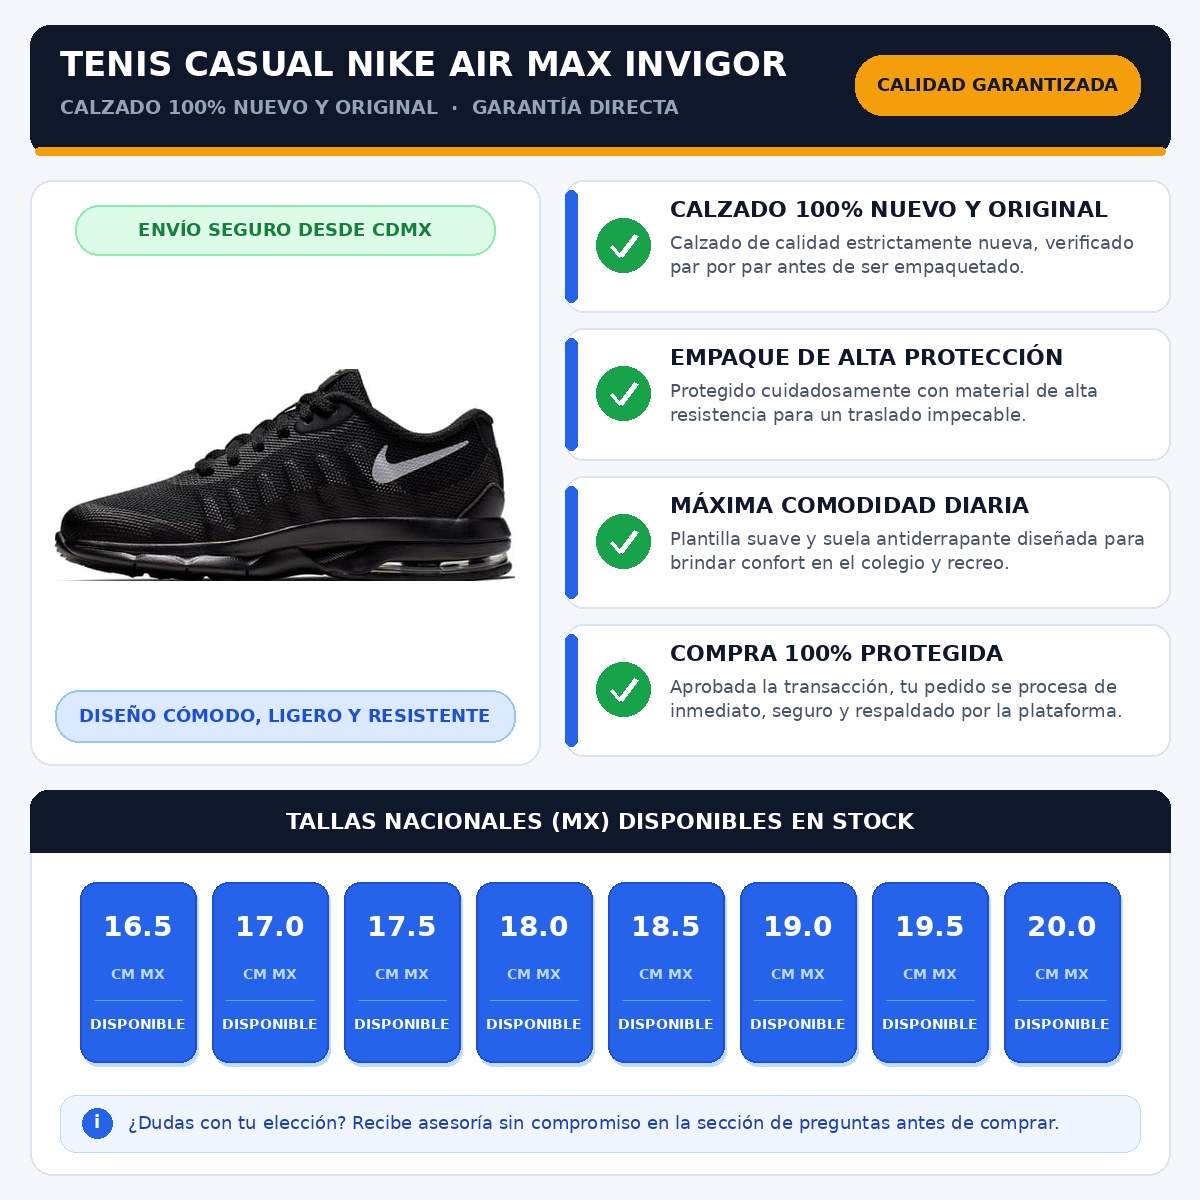 TENIS CASUAL NIKE AIR MAX INVIGOR
CALZADO 100% NUEVO Y ORIGINAL · GARANTÍA DIRECTA
CALIDAD GARANTIZADA
ENVÍO SEGURO DESDE CDMX
DISEÑO CÓMODO, LIGERO Y RESISTENTE
CALZADO 100% NUEVO Y ORIGINAL
Calzado de calidad estrictamente nueva, verificado
par por par antes de ser empaquetado.
EMPAQUE DE ALTA PROTECCIÓN
Protegido cuidadosamente con material de alta
resistencia para un traslado impecable.
MÁXIMA COMODIDAD DIARIA
Plantilla suave y suela antiderrapante diseñada para
brindar confort en el colegio y recreo.
COMPRA 100% PROTEGIDA
Aprobada la transacción, tu pedido se procesa de
inmediato, seguro y respaldado por la plataforma.
TALLAS NACIONALES (MX) DISPONIBLES EN STOCK
16.5 17.0 17.5 18.0 18.5 19.0 19.5 20.0
CM MX CM MX CM MX CM MX CM MX CM MX CM MX CM MX
DISPONIBLE DISPONIBLE DISPONIBLE DISPONIBLE DISPONIBLE DISPONIBLE DISPONIBLE DISPONIBLE
i ¿Dudas con tu elección? Recibe asesoría sin compromiso en la sección de preguntas antes de comprar.